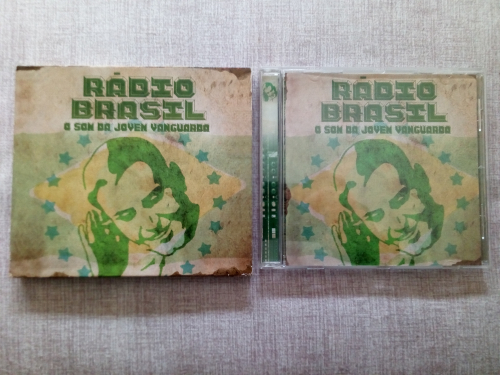 RÁDIO
BRASIL
O SOM DA JOVEM VANGUARDA
RÁDIO
BRASIL
O SOM DA JOVEM VANGUARDA